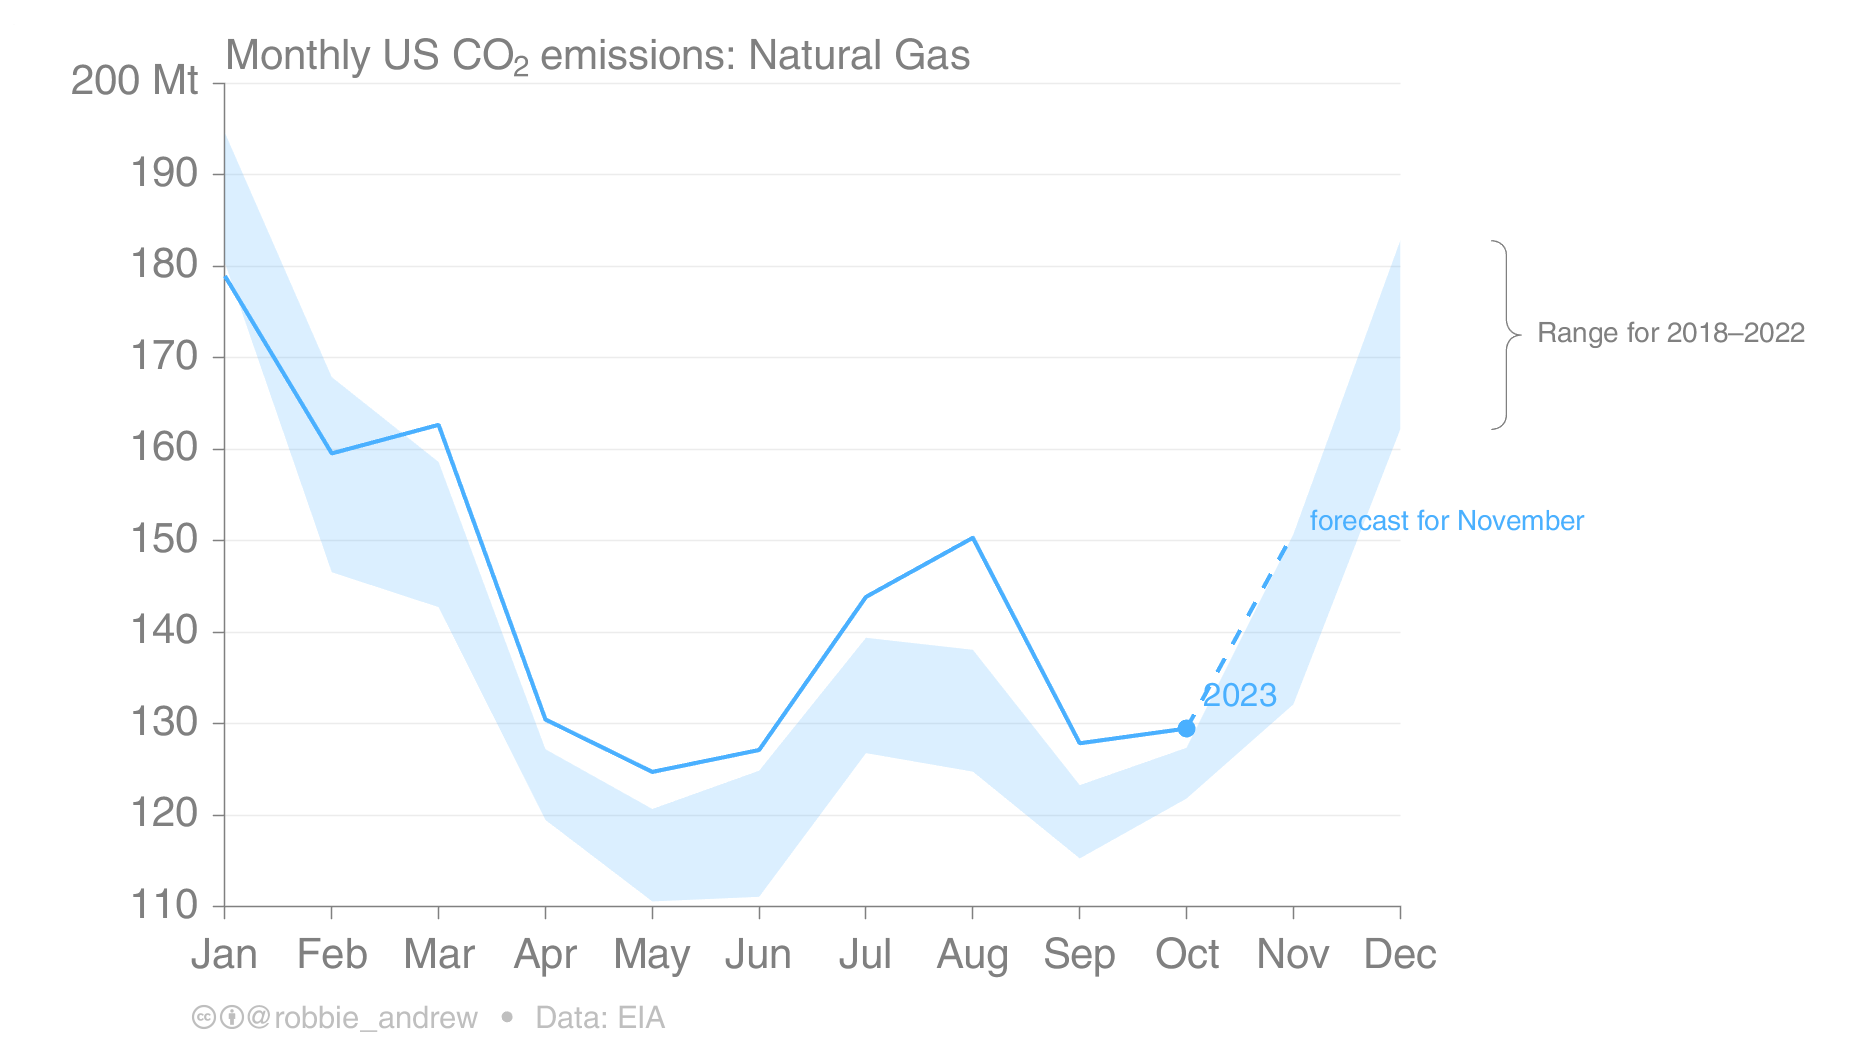 Monthly US CO₂ emissions: Natural Gas
200 Mt
190
180
170
160
150
140
130
120
110
Range for 2018–2022
forecast for November
2023
Jan Feb Mar Apr May Jun Jul Aug Sep Oct Nov Dec
cc @robbie_andrew • Data: EIA